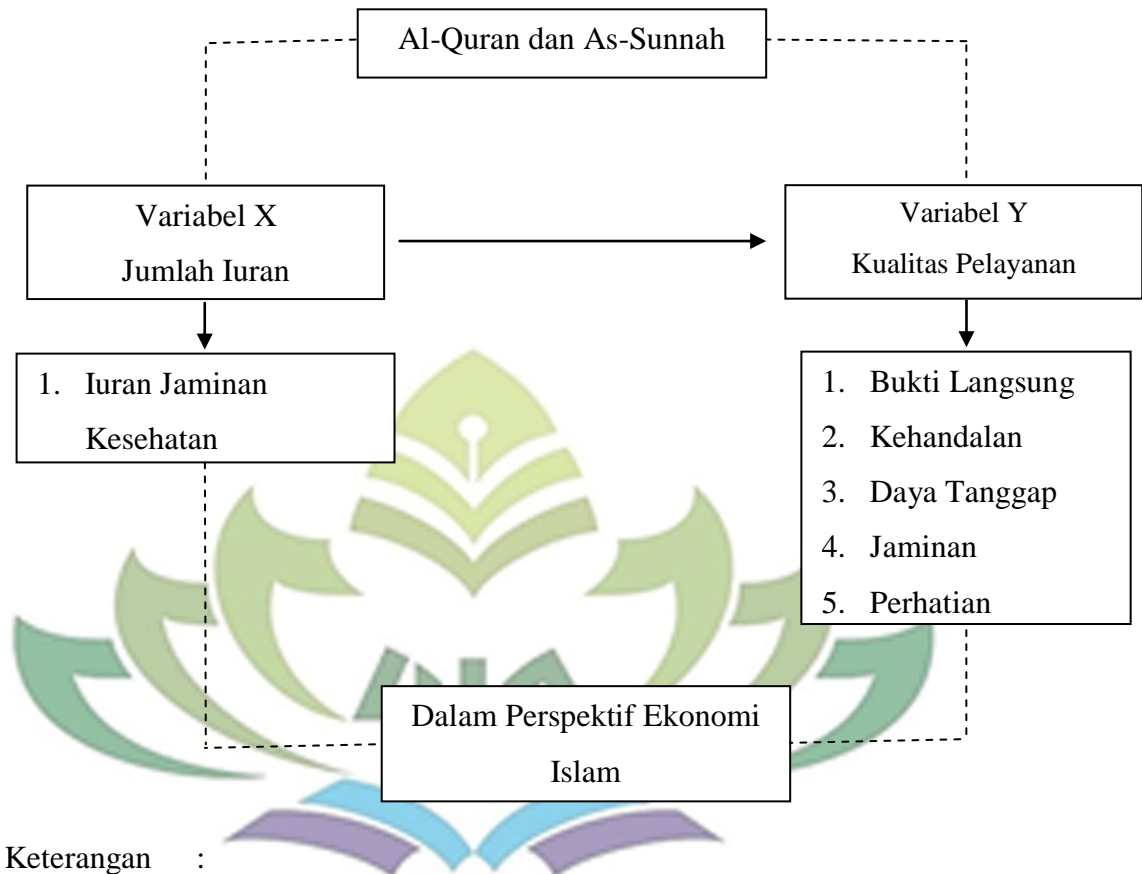 Al-Quran dan As-Sunnah
Variabel X
Jumlah Iuran
Variabel Y
Kualitas Pelayanan
1. Iuran Jaminan
Kesehatan
1. Bukti Langsung
2. Kehandalan
3. Daya Tanggap
4. Jaminan
5. Perhatian
Dalam Perspektif Ekonomi
Islam
Keterangan :